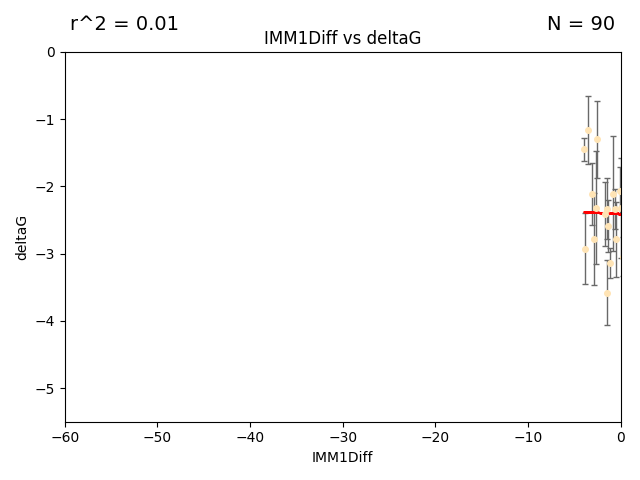 r^2 = 0.01
N = 90
IMM1Diff vs deltaG
0
−1
−2
−3
−4
−5
deltaG
−60 −50 −40 −30 −20 −10 0
IMM1Diff